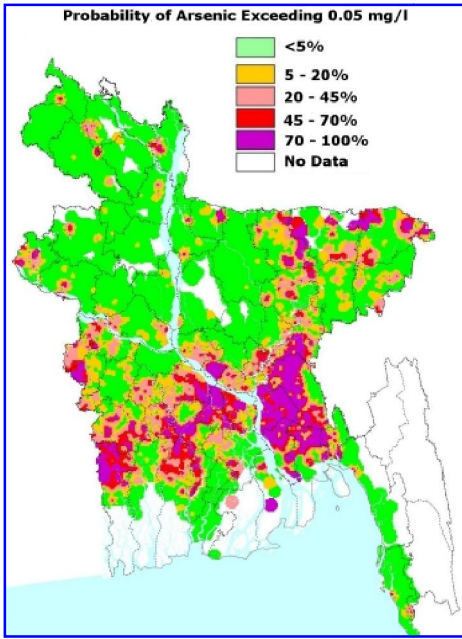 Probability of Arsenic Exceeding 0.05 mg/l
<5%
5 - 20%
20 - 45%
45 - 70%
70 - 100%
No Data